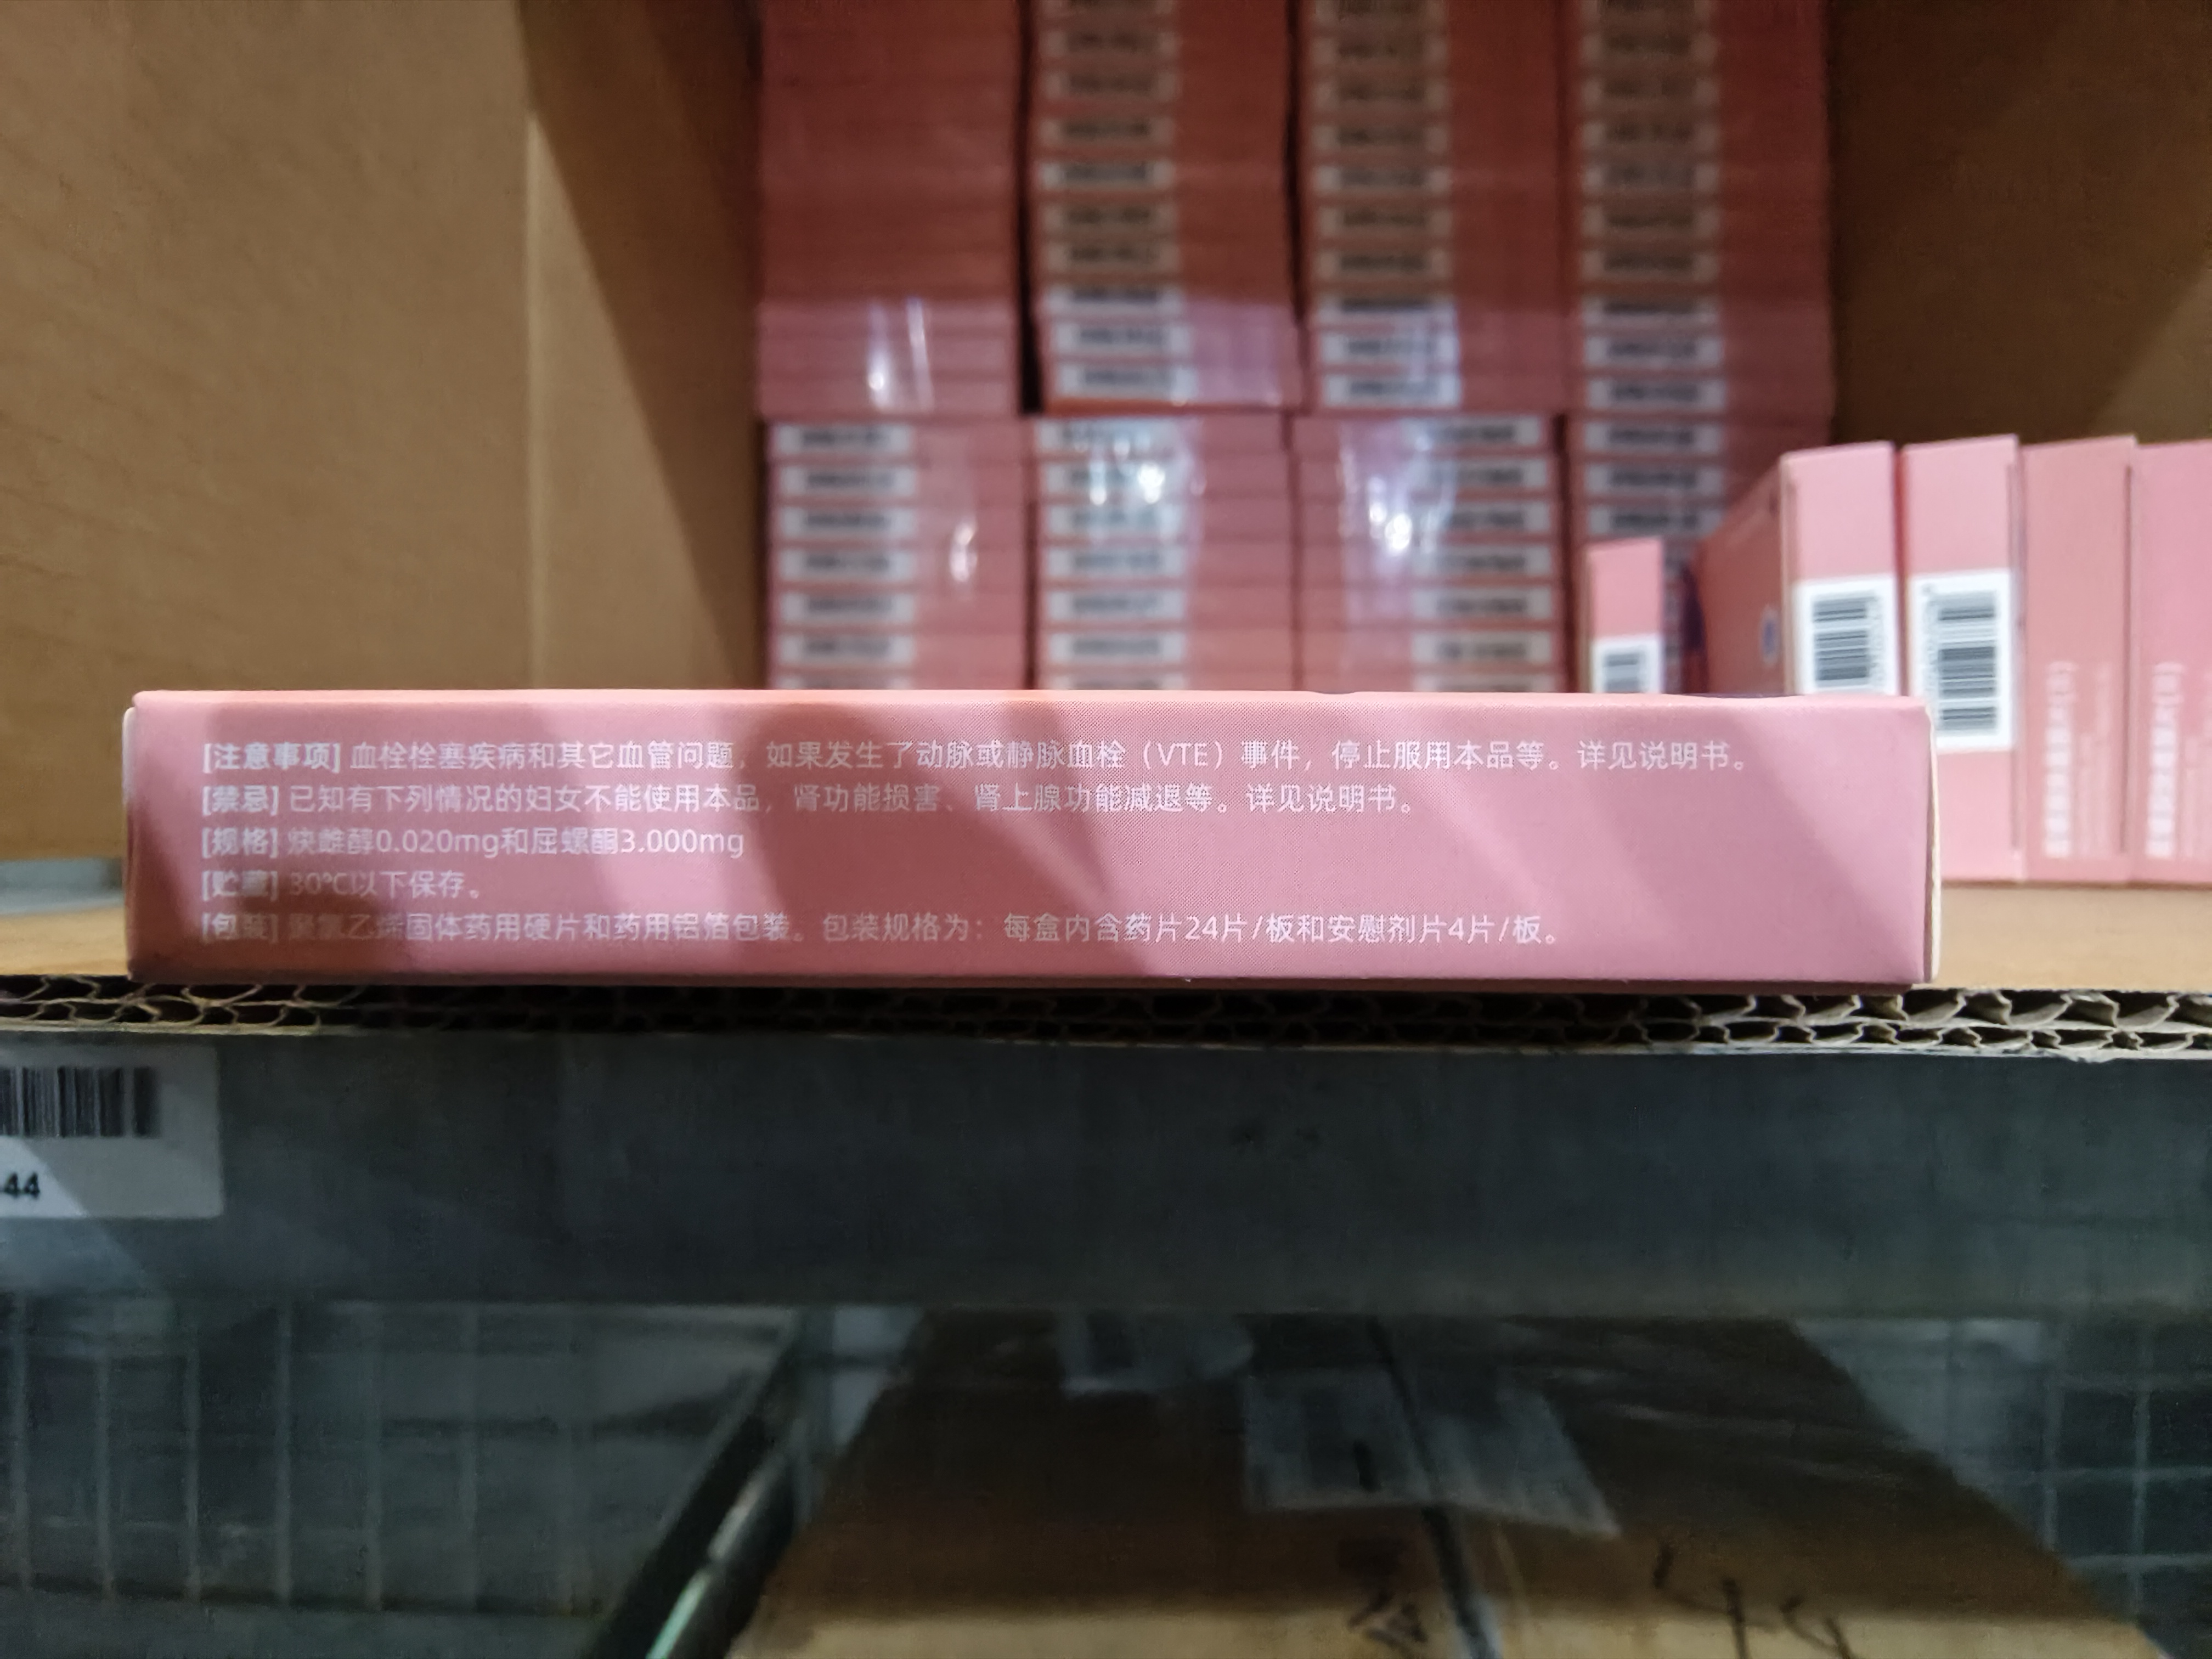 [注意事项] 血栓栓塞疾病和其它血管问题，如果发生了动脉或静脉血栓（VTE）事件，停止服用本品等。详见说明书。
[禁忌] 已知有下列情况的妇女不能使用本品，肾功能损害、肾上腺功能减退等。详见说明书。
[规格] 炔雌醇0.020mg和屈螺酮3.000mg
[贮藏] 30℃以下保存。
[包装] 聚氯乙烯固体药用硬片和药用铝箔包装。包装规格为：每盒内含药片24片/板和安慰剂片4片/板。
44